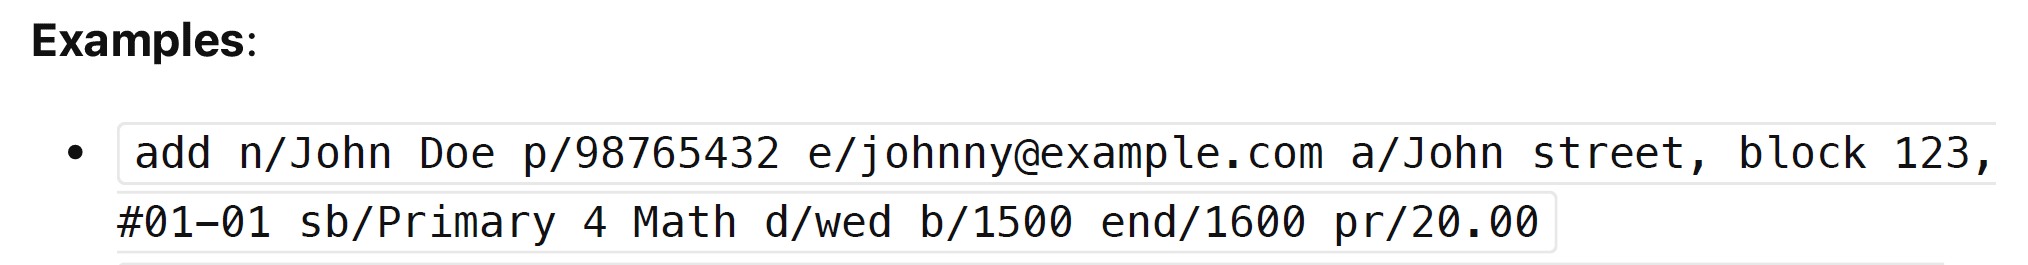 Examples:
• add n/John Doe p/98765432 e/johnny@example.com a/John street, block 123,
#01-01 sb/Primary 4 Math d/wed b/1500 end/1600 pr/20.00